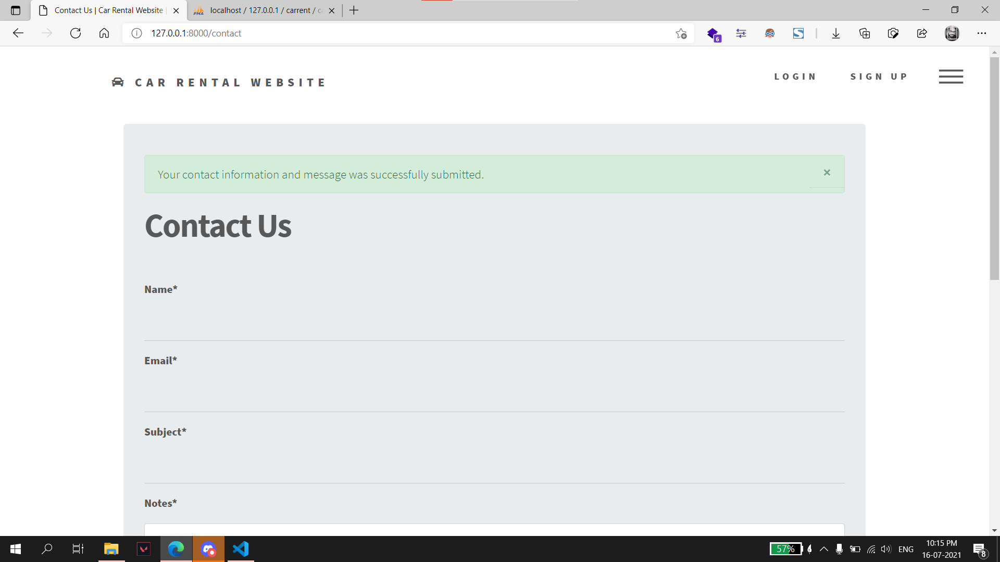 Contact Us | Car Rental Website |
localhost / 127.0.0.1 / carrent /
127.0.0.1:8000/contact
6
CAR RENTAL WEBSITE
LOGIN
SIGN UP
Your contact information and message was successfully submitted.
×
Contact Us
Name*
Email*
Subject*
Notes*
57%
ENG
10:15 PM
16-07-2021
8